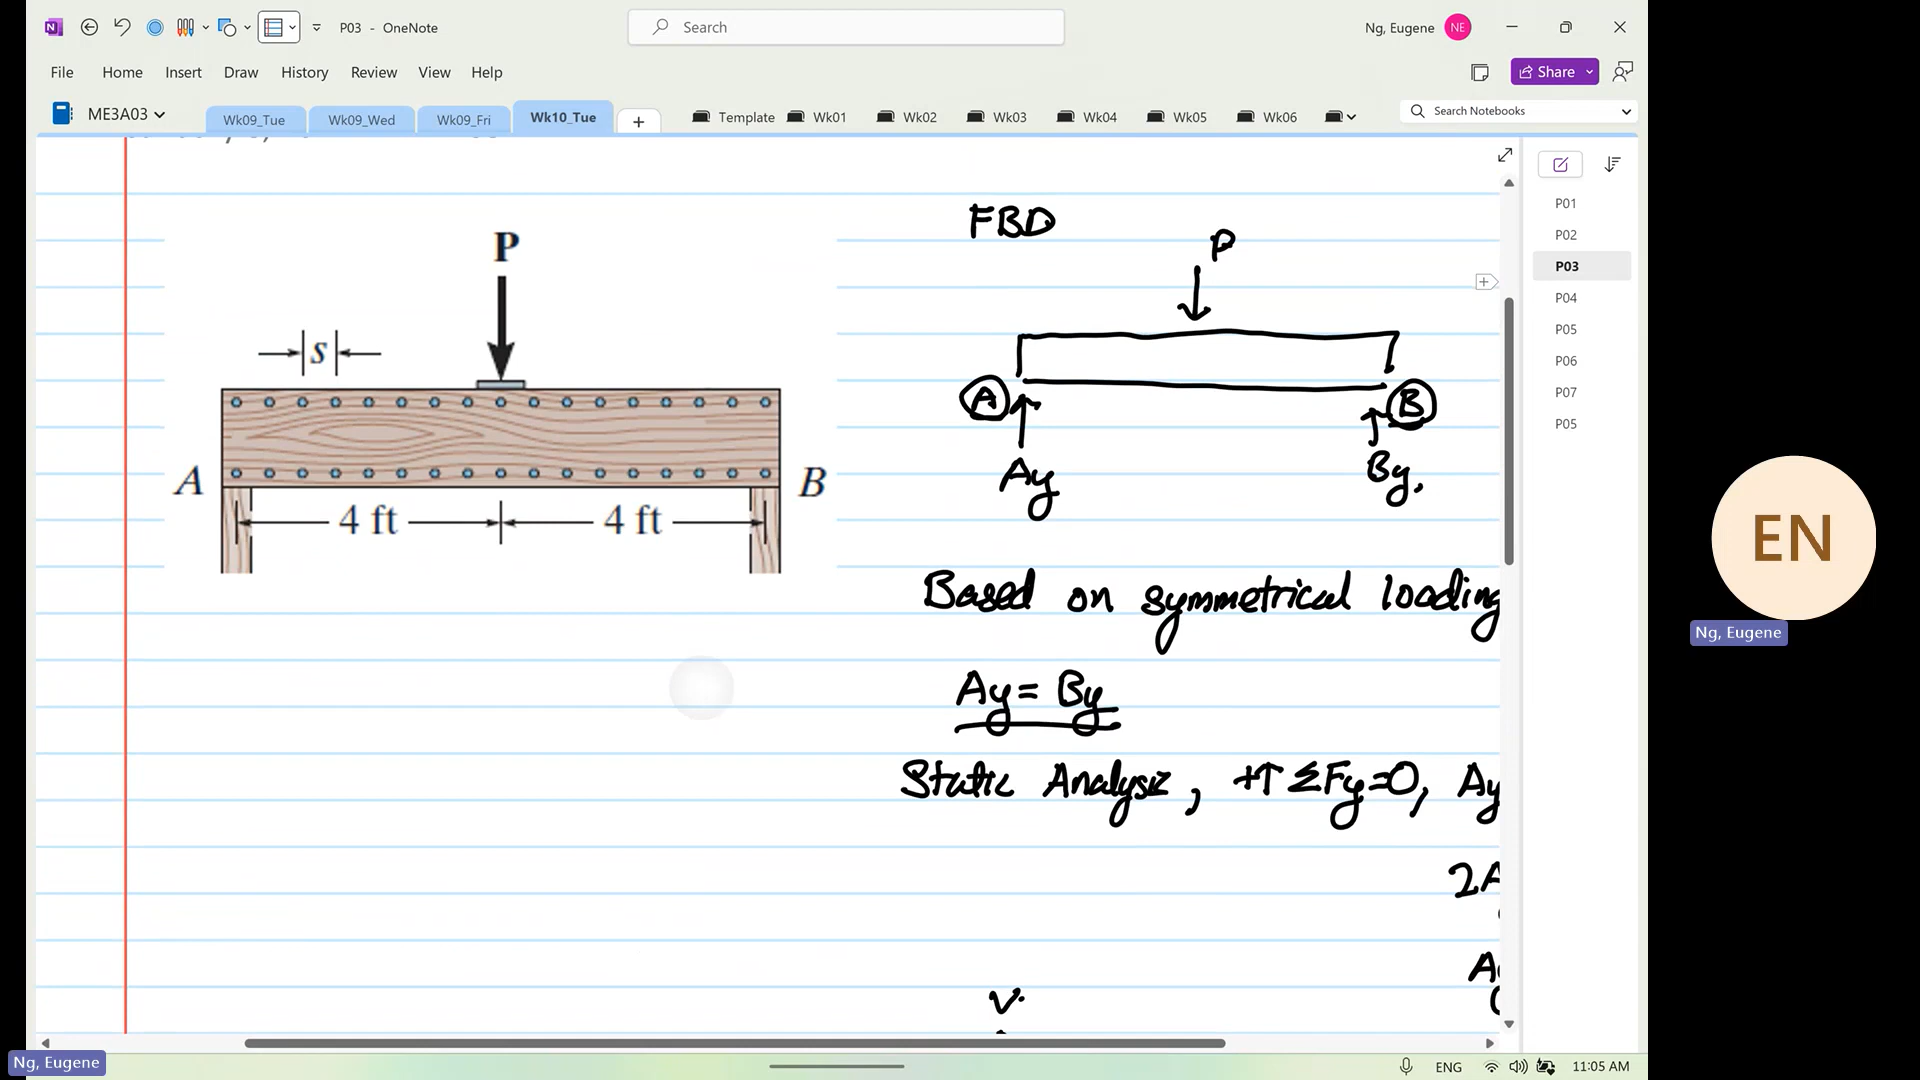 P03 - OneNote
Search
Ng, Eugene
NE
File
Home
Insert
Draw
History
Review
View
Help
Share
ME3A03
Wk09_Tue
Wk09_Wed
Wk09_Fri
Wk10_Tue
+
Template
Wk01
Wk02
Wk03
Wk04
Wk05
Wk06
Search Notebooks
P01
P02
P03
P04
P05
P06
P07
P05
P
s
A
B
4 ft
4 ft
FBD
P
A
B
Ay
By.
Based on symmetrical loading
Ay = By
Static Analysis, +↑ΣFy=0, Ay
2A
A
V
EN
Ng, Eugene
Ng, Eugene
ENG
11:05 AM